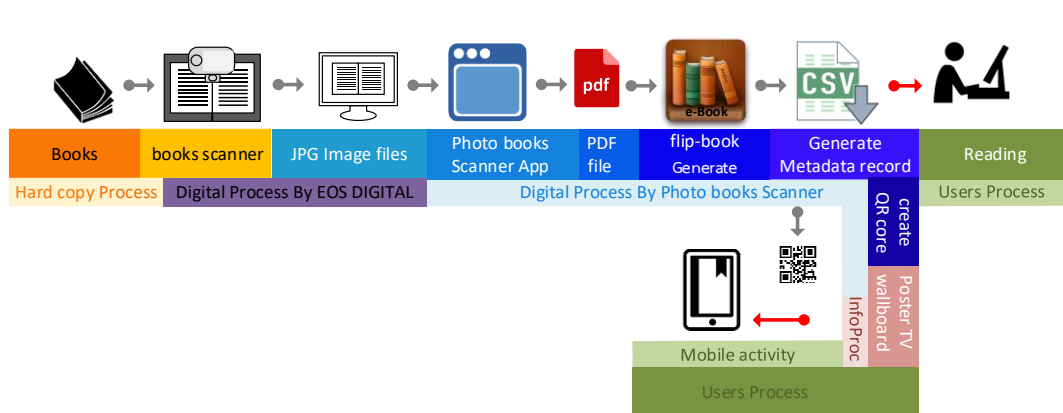 pdf
e-Book
CSV
Books
books scanner
JPG Image files
Photo books
Scanner App
PDF
file
flip-book
Generate
Generate
Metadata record
Reading
Hard copy Process
Digital Process By EOS DIGITAL
Digital Process By Photo books Scanner
Users Process
create
QR core
Poster TV
wallboard
InfoProc
Mobile activity
Users Process